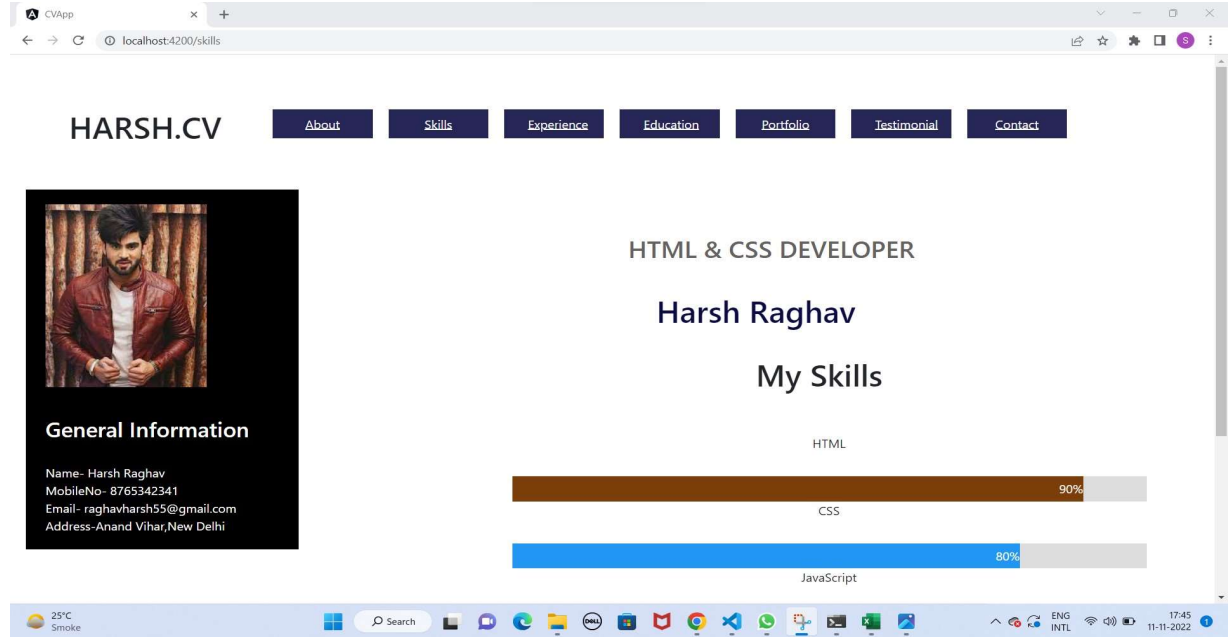 CVApp
localhost:4200/skills
S
HARSH.CV
About
Skills
Experience
Education
Portfolio
Testimonial
Contact
General Information
Name- Harsh Raghav
MobileNo- 8765342341
Email- raghavharsh55@gmail.com
Address-Anand Vihar,New Delhi
HTML & CSS DEVELOPER
Harsh Raghav
My Skills
HTML
90%
CSS
80%
JavaScript
25°C
Smoke
Search
DELL
ENG
INTL
17:45
11-11-2022
1